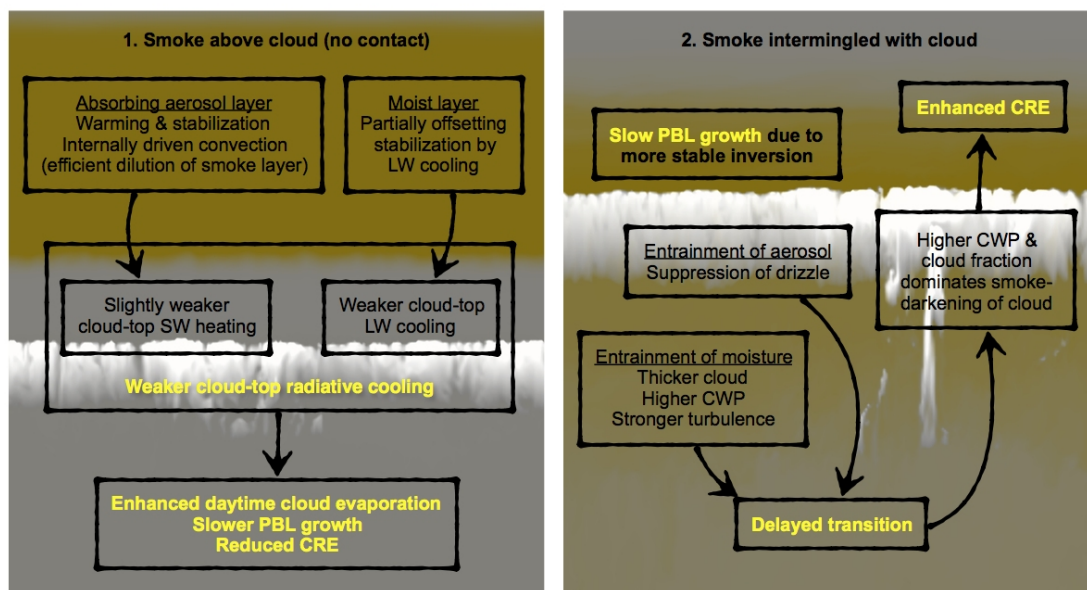 1. Smoke above cloud (no contact)
Absorbing aerosol layer
Warming & stabilization
Internally driven convection
(efficient dilution of smoke layer)
Moist layer
Partially offsetting
stabilization by
LW cooling
Slightly weaker
cloud-top SW heating
Weaker cloud-top
LW cooling
Weaker cloud-top radiative cooling
Enhanced daytime cloud evaporation
Slower PBL growth
Reduced CRE
2. Smoke intermingled with cloud
Enhanced CRE
Slow PBL growth due to
more stable inversion
Entrainment of aerosol
Suppression of drizzle
Higher CWP &
cloud fraction
dominates smoke-
darkening of cloud
Entrainment of moisture
Thicker cloud
Higher CWP
Stronger turbulence
Delayed transition